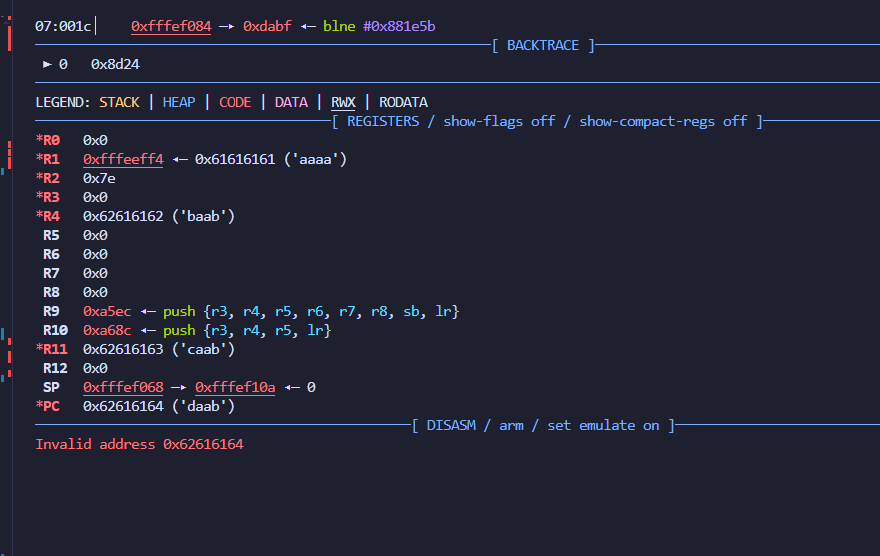 07:001c│ 0xfffef084 —▸ 0xdabf ◂— blne #0x881e5b
[ BACKTRACE ]
► 0 0x8d24
LEGEND: STACK | HEAP | CODE | DATA | RWX | RODATA
[ REGISTERS / show-flags off / show-compact-regs off ]
*R0 0x0
*R1 0xfffeeff4 ◂— 0x61616161 ('aaaa')
*R2 0x7e
*R3 0x0
*R4 0x62616162 ('baab')
R5 0x0
R6 0x0
R7 0x0
R8 0x0
R9 0xa5ec ◂— push {r3, r4, r5, r6, r7, r8, sb, lr}
R10 0xa68c ◂— push {r3, r4, r5, lr}
*R11 0x62616163 ('caab')
R12 0x0
SP 0xfffef068 —▸ 0xfffef10a ◂— 0
*PC 0x62616164 ('daab')
[ DISASM / arm / set emulate on ]
Invalid address 0x62616164